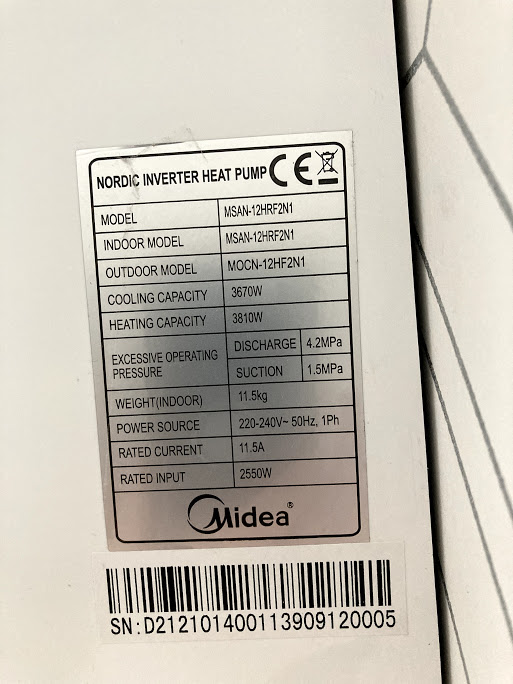 NORDIC INVERTER HEAT PUMP CE
MODEL MSAN-12HRF2N1
INDOOR MODEL MSAN-12HRF2N1
OUTDOOR MODEL MOCN-12HF2N1
COOLING CAPACITY 3670W
HEATING CAPACITY 3810W
EXCESSIVE OPERATING PRESSURE DISCHARGE 4.2MPa
SUCTION 1.5MPa
WEIGHT(INDOOR) 11.5kg
POWER SOURCE 220-240V~ 50Hz, 1Ph
RATED CURRENT 11.5A
RATED INPUT 2550W
Midea®
SN: D212101400113909120005